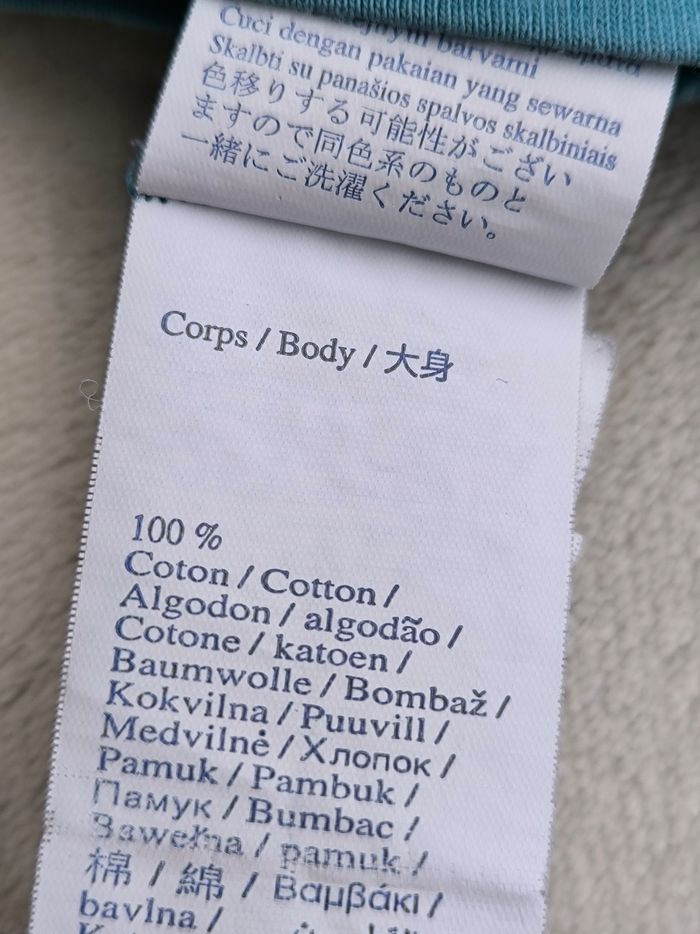 barvami
Cuci dengan pakaian yang sewarna
Skalbti su panašios spalvos skalbiniais
色移りする可能性がござい
ますので同色系のものと
一緒にご洗濯ください。
Corps / Body / 大身
100 %
Coton / Cotton /
Algodon / algodão /
Cotone / katoen /
Baumwolle / Bombaž /
Kokvilna / Puuvill /
Medvilnė / Хлопок /
Pamuk / Pambuk /
Памук / Bumbac /
Bawełna / pamuk /
棉 / 綿 / Βαμβάκι /
bavlna /